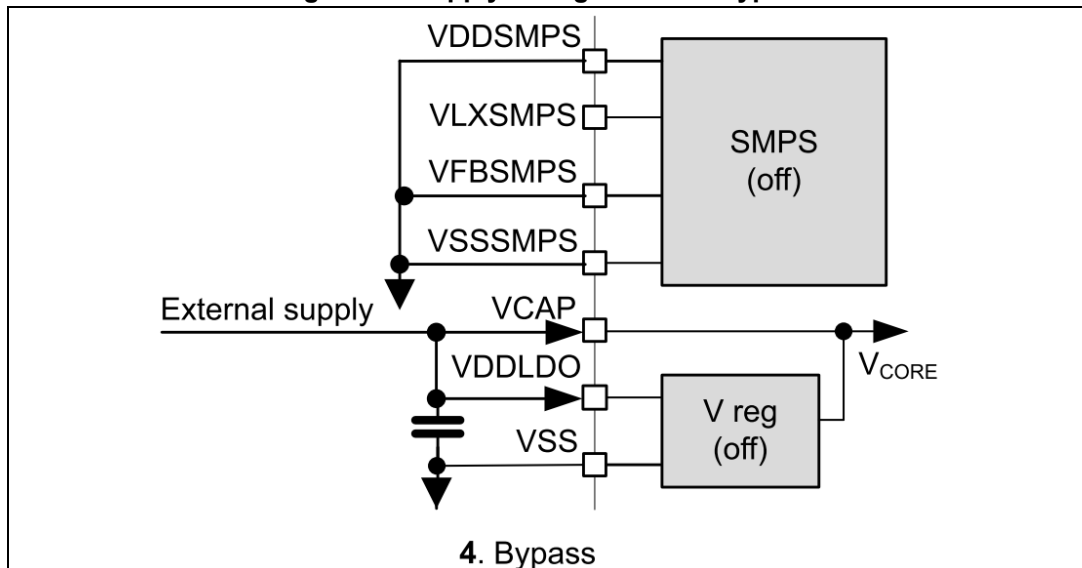 VDDSMPS
VLXSMPS
VFBSMPS
VSSSMPS
SMPS
(off)
External supply
VCAP
VDDLDO
VSS
VCORE
V reg
(off)
4. Bypass